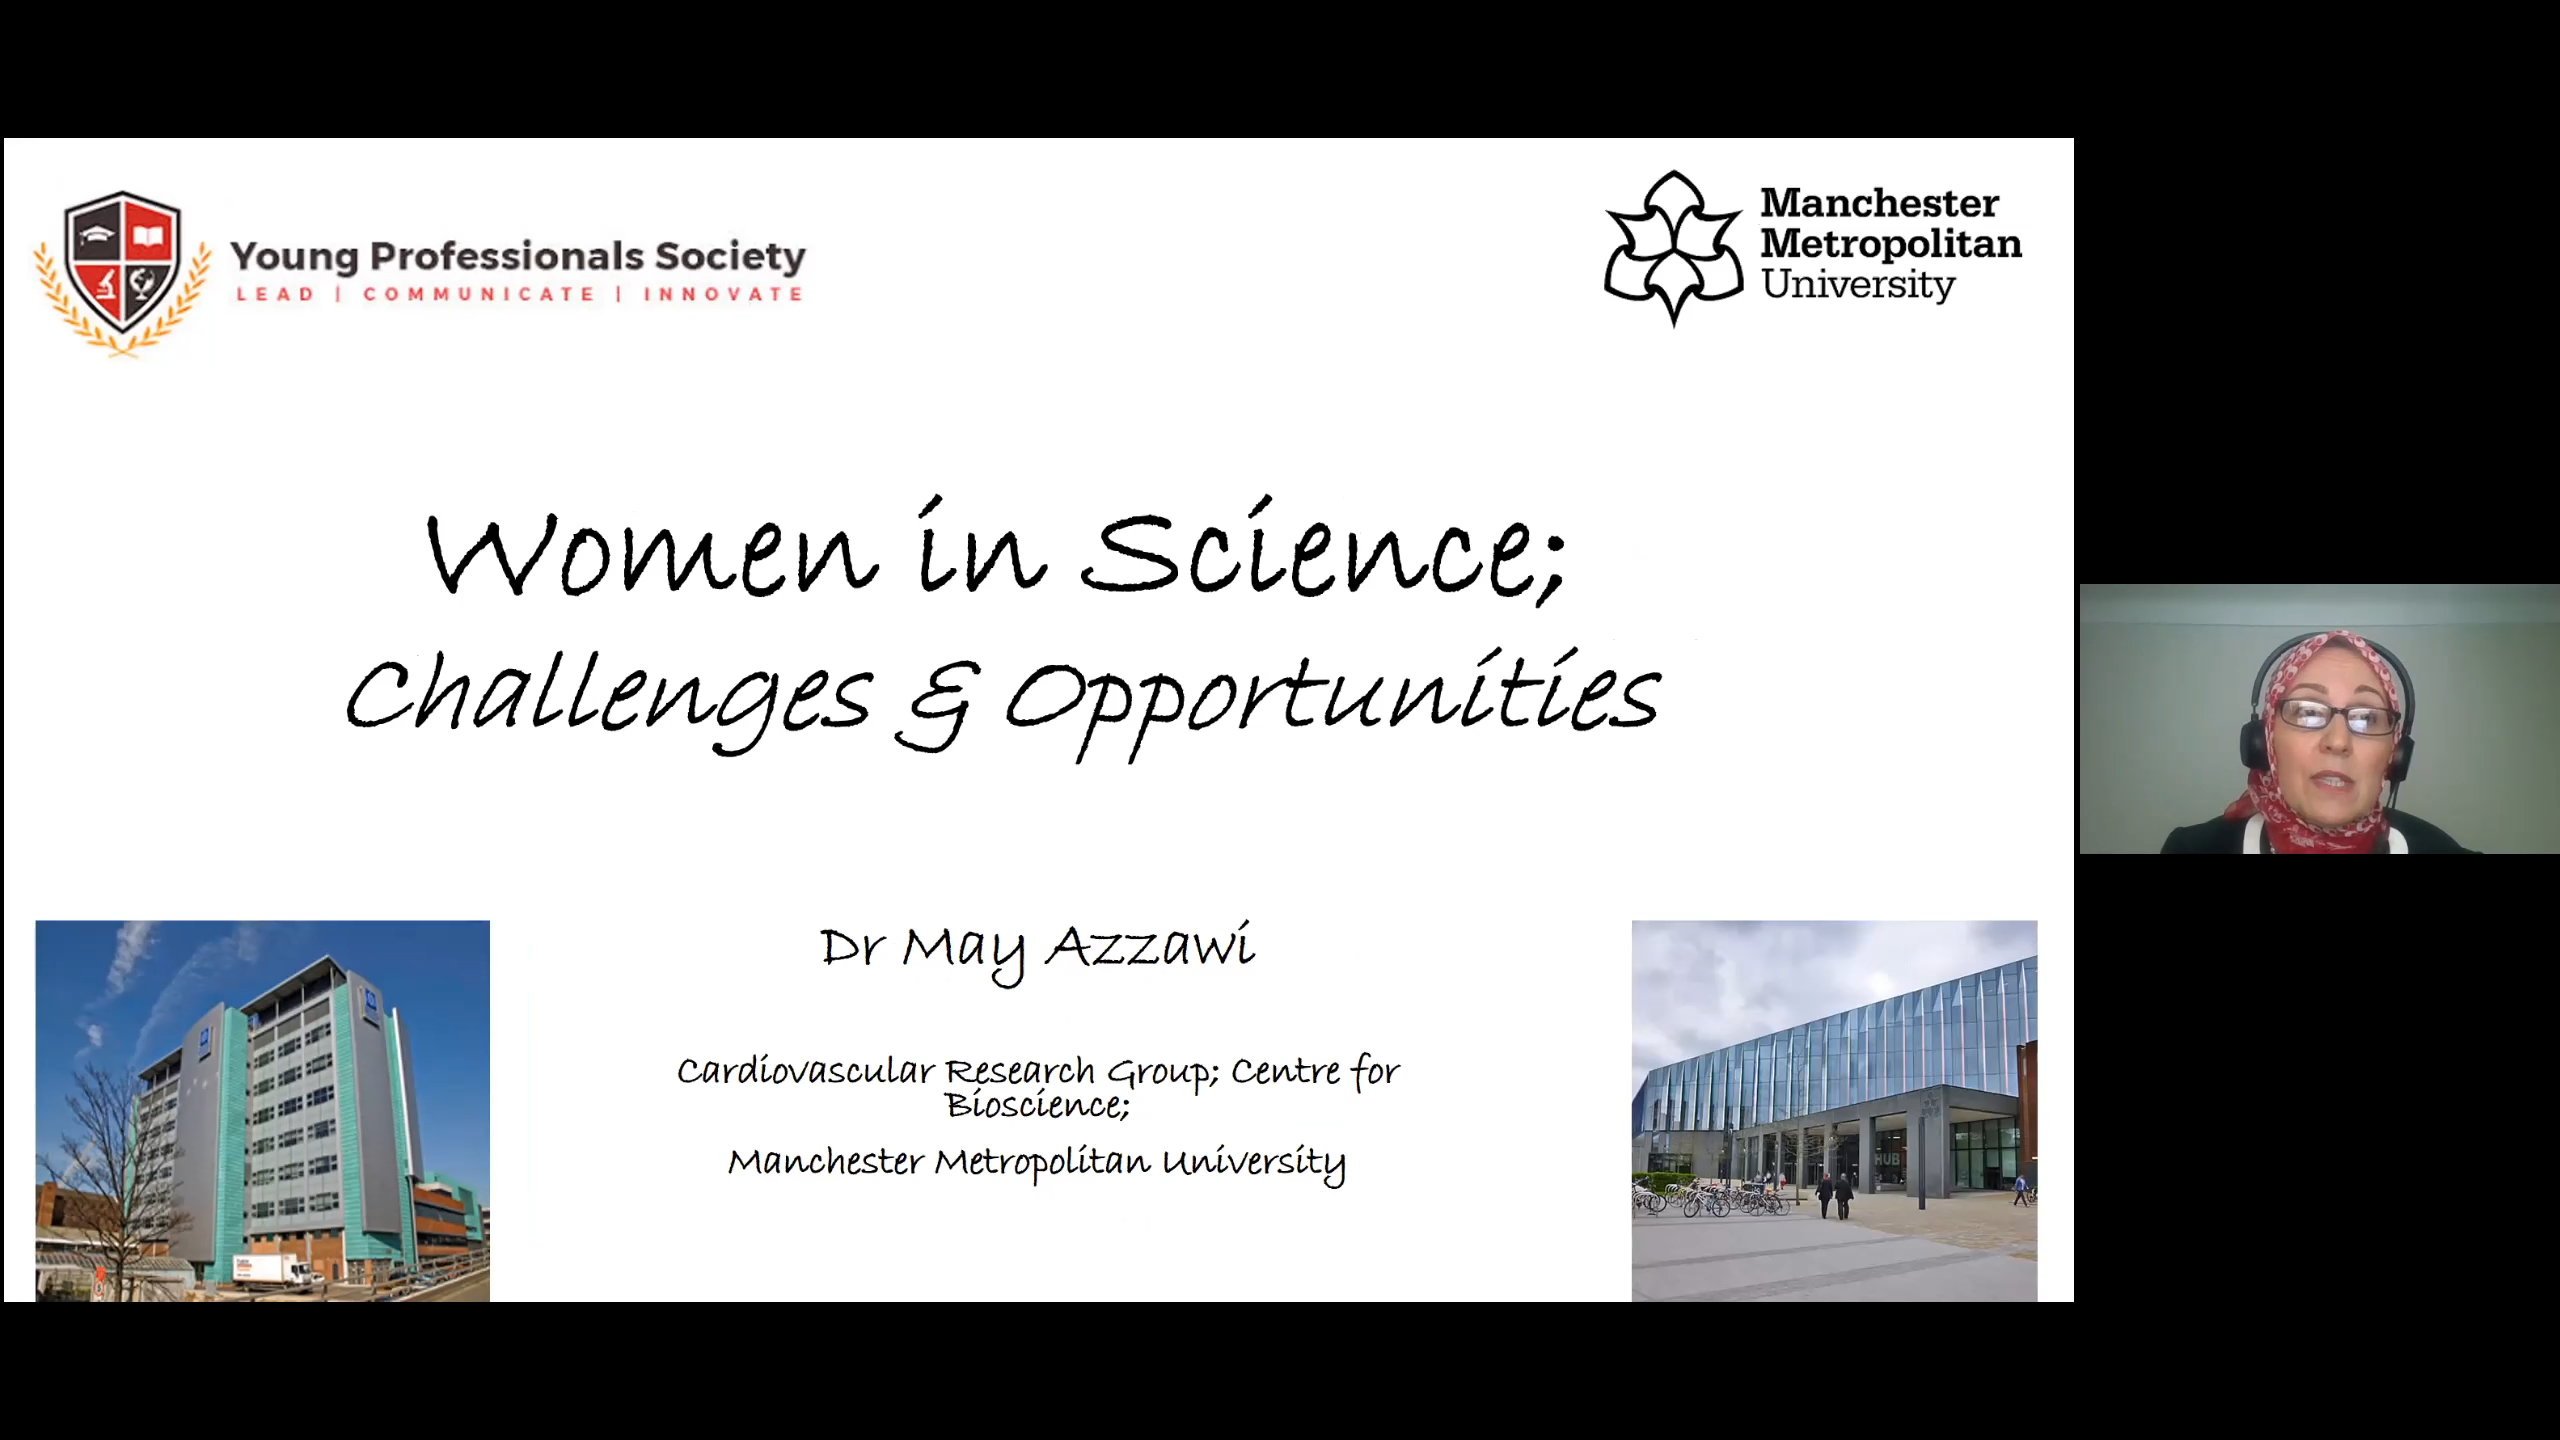 Young Professionals Society
LEAD | COMMUNICATE | INNOVATE
Manchester
Metropolitan
University
Women in Science;
Challenges & Opportunities
Dr May Azzawi
Cardiovascular Research Group; Centre for
Bioscience;
Manchester Metropolitan University
HUB